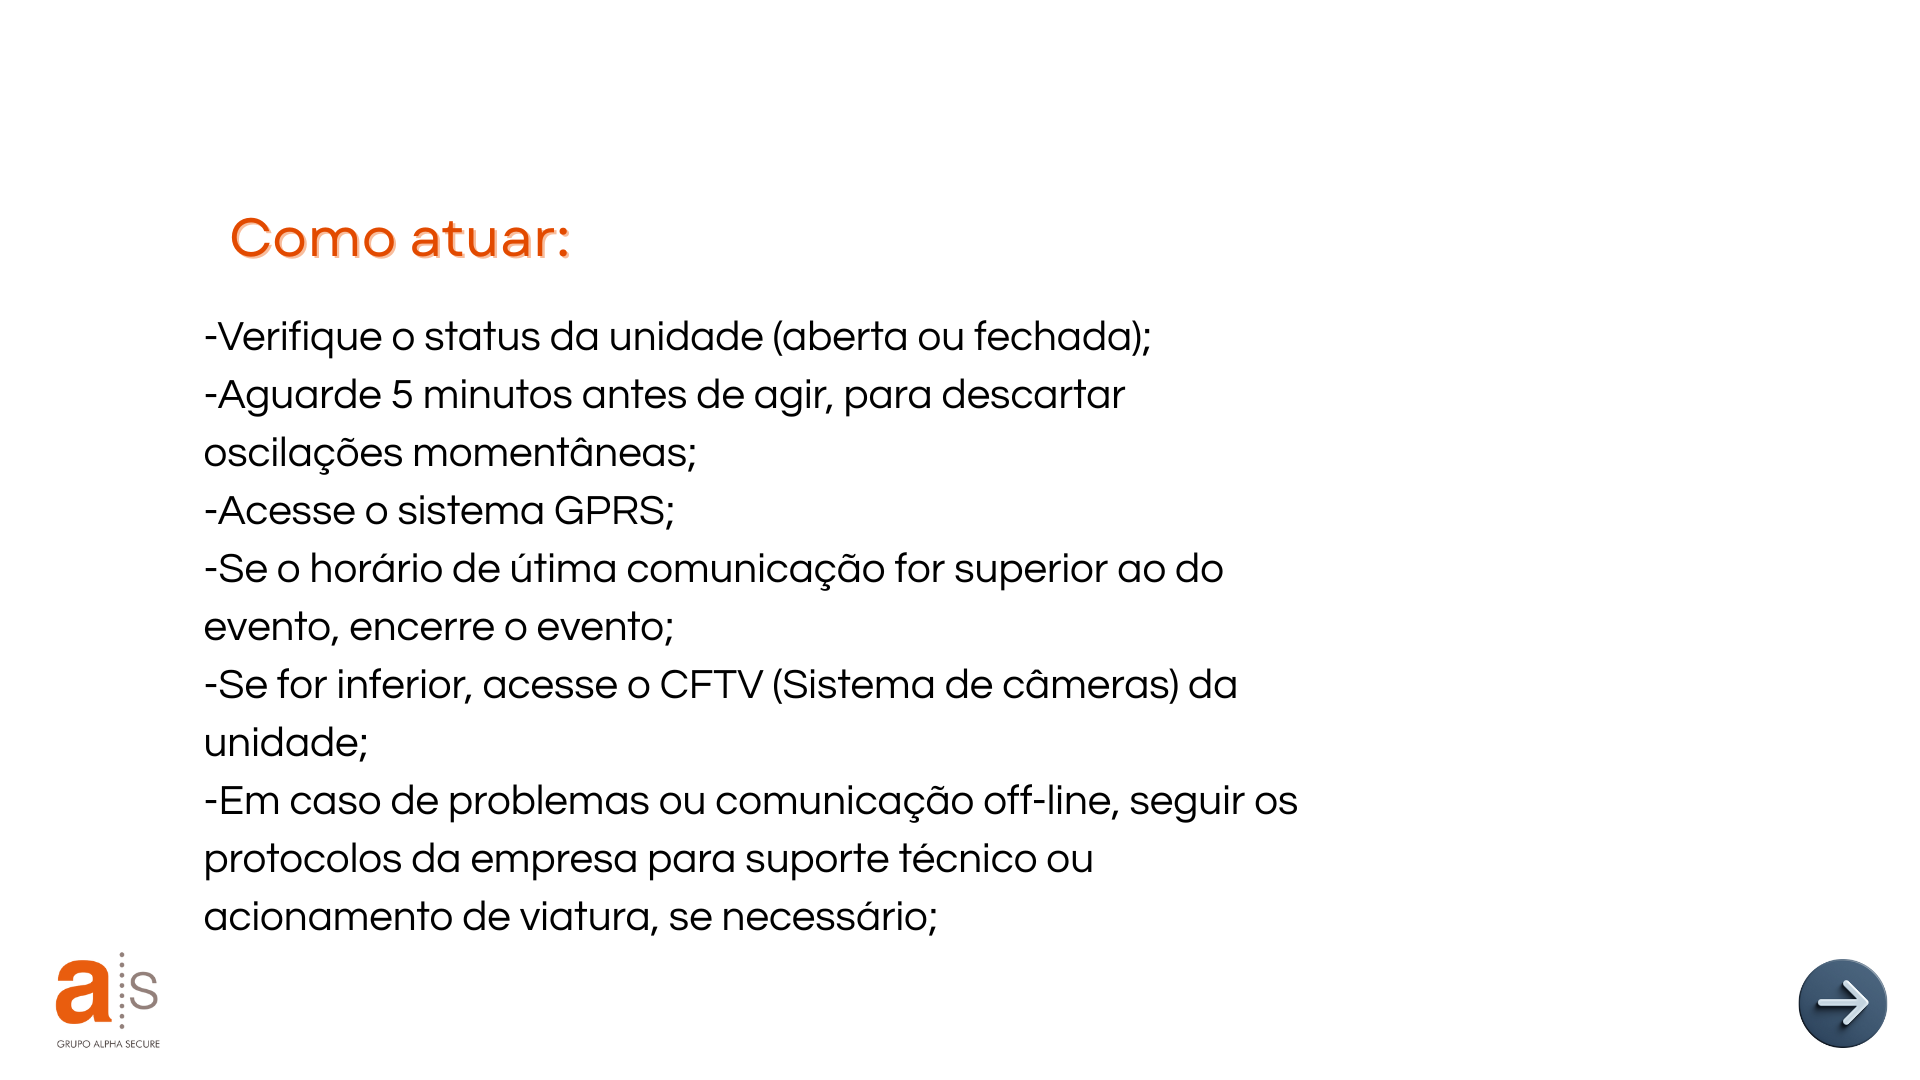 Como atuar:
-Verifique o status da unidade (aberta ou fechada);
-Aguarde 5 minutos antes de agir, para descartar
oscilações momentâneas;
-Acesse o sistema GPRS;
-Se o horário de útima comunicação for superior ao do
evento, encerre o evento;
-Se for inferior, acesse o CFTV (Sistema de câmeras) da
unidade;
-Em caso de problemas ou comunicação off-line, seguir os
protocolos da empresa para suporte técnico ou
acionamento de viatura, se necessário;
a s
GRUPO ALPHA SECURE